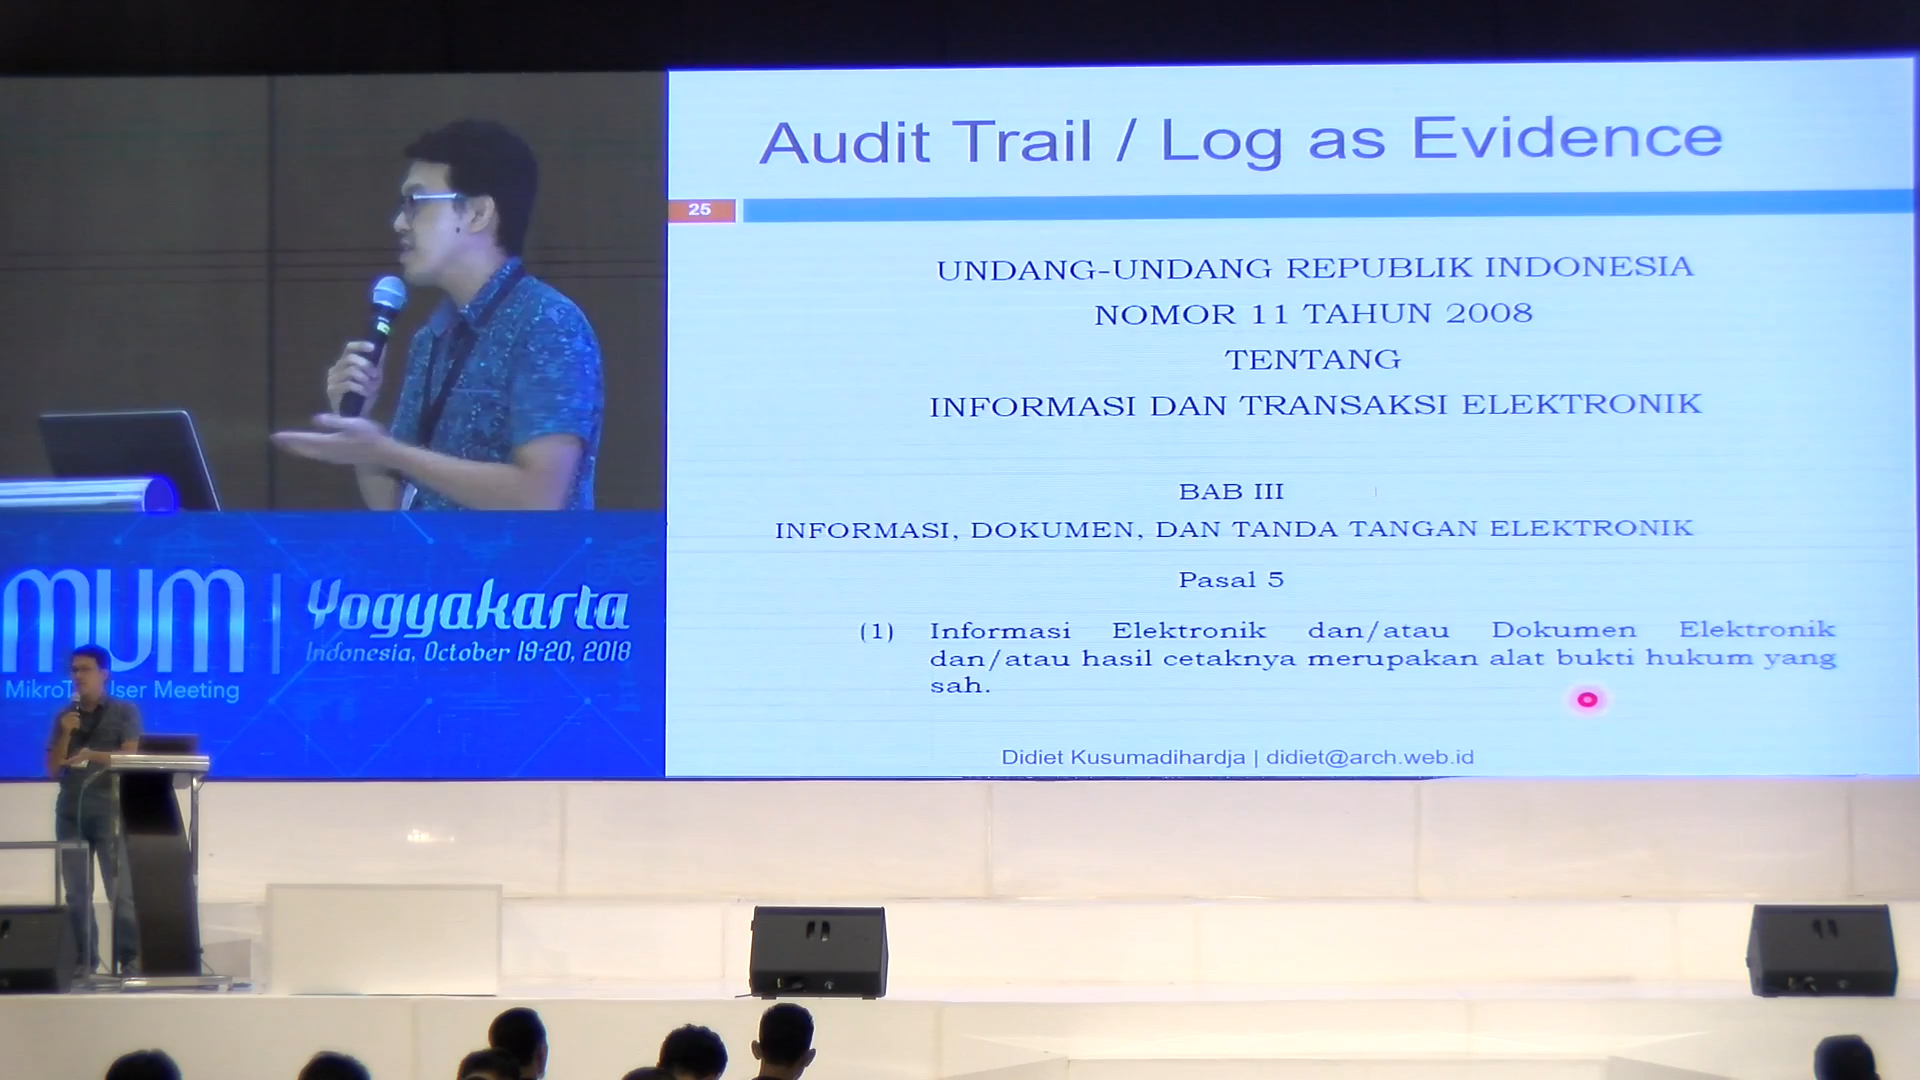 Audit Trail / Log as Evidence
25
UNDANG-UNDANG REPUBLIK INDONESIA
NOMOR 11 TAHUN 2008
TENTANG
INFORMASI DAN TRANSAKSI ELEKTRONIK
BAB III
INFORMASI, DOKUMEN, DAN TANDA TANGAN ELEKTRONIK
Pasal 5
(1) Informasi Elektronik dan/atau Dokumen Elektronik
dan/atau hasil cetaknya merupakan alat bukti hukum yang
sah.
Didiet Kusumadihardja | didiet@arch.web.id
MUM
Yogyakarta
Indonesia, October 19-20, 2018
Meeting